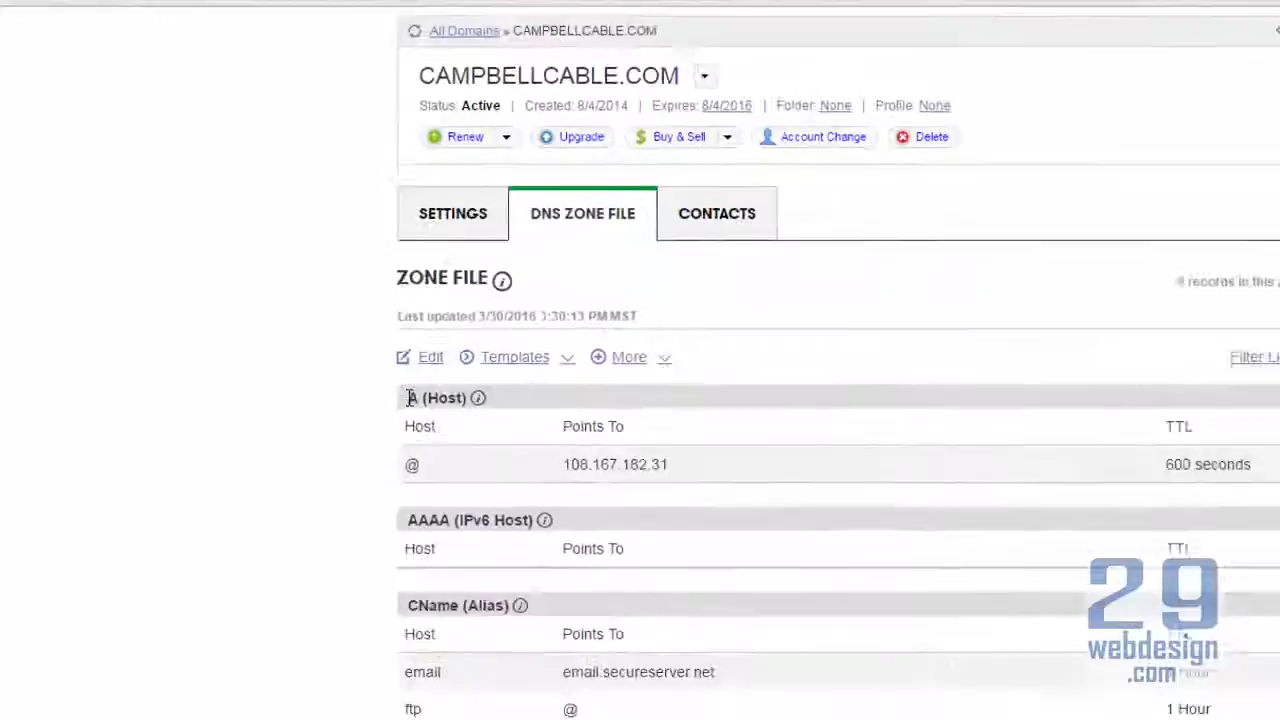 All Domains » CAMPBELLCABLE.COM
CAMPBELLCABLE.COM
Status: Active | Created: 8/4/2014 | Expires: 8/4/2016 | Folder: None | Profile: None
Renew Upgrade Buy & Sell Account Change Delete
SETTINGS DNS ZONE FILE CONTACTS
ZONE FILE
records in this
Last updated 3/30/2016 :30:13 PM MST
Edit Templates More Filter
A (Host)
Host Points To TTL
@ 108.167.182.31 600 seconds
AAAA (IPv6 Host)
Host Points To TTL
CName (Alias)
Host Points To
email email.secureserver.net
ftp @ 1 Hour
29
webdesign
.com